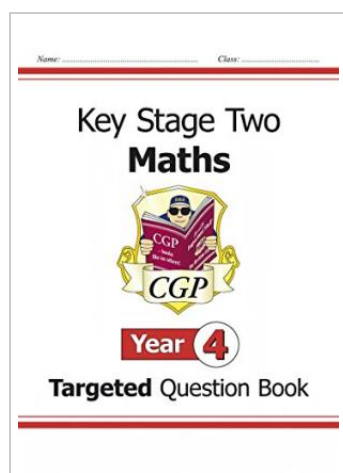 Name: Class:
Key Stage Two
Maths
CGP
CGP
Year 4
Targeted Question Book